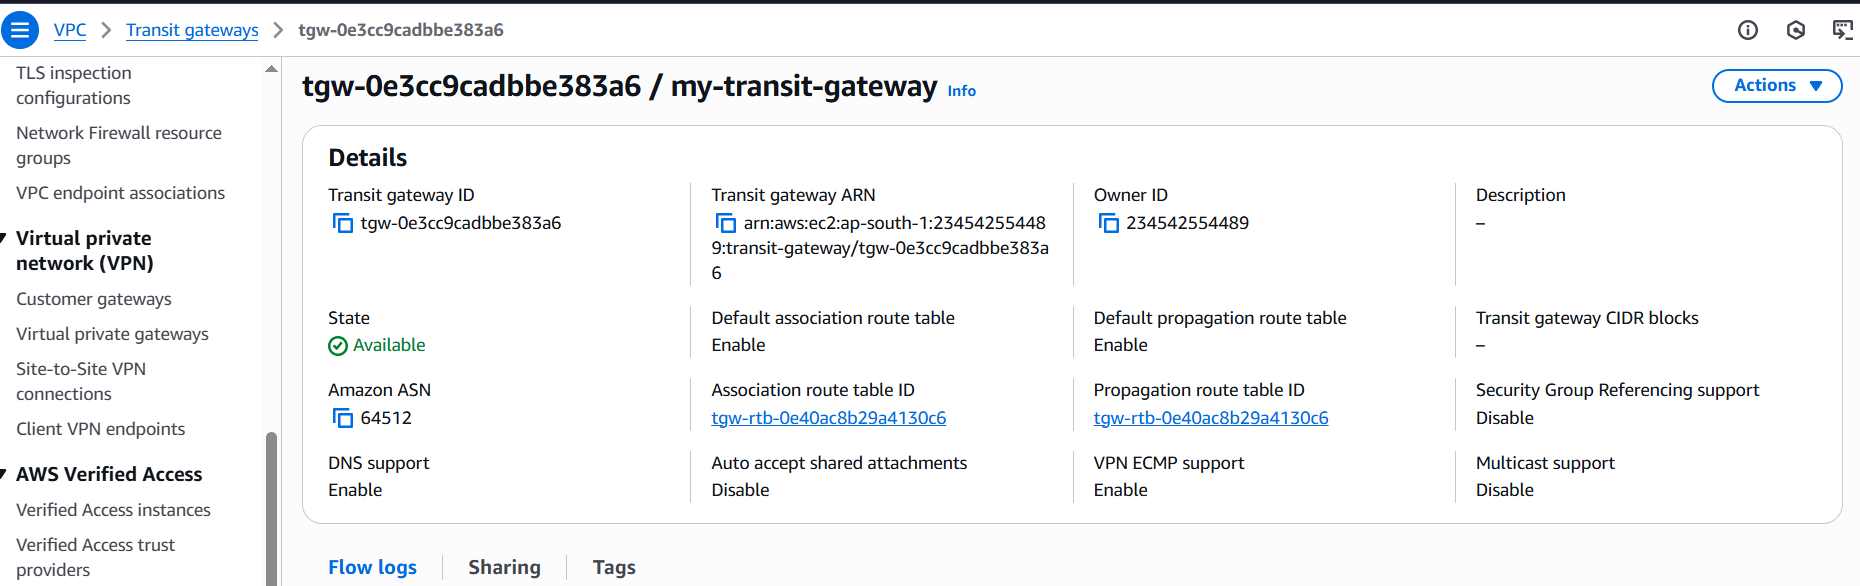 VPC > Transit gateways > tgw-0e3cc9cadbbe383a6
TLS inspection
configurations
Network Firewall resource
groups
VPC endpoint associations
Virtual private
network (VPN)
Customer gateways
Virtual private gateways
Site-to-Site VPN
connections
Client VPN endpoints
AWS Verified Access
Verified Access instances
Verified Access trust
providers
tgw-0e3cc9cadbbe383a6 / my-transit-gateway Info
Actions
Details
Transit gateway ID
tgw-0e3cc9cadbbe383a6
Transit gateway ARN
arn:aws:ec2:ap-south-1:23454255448
9:transit-gateway/tgw-0e3cc9cadbbe383a
6
Owner ID
234542554489
Description
–
State
Available
Default association route table
Enable
Default propagation route table
Enable
Transit gateway CIDR blocks
–
Amazon ASN
64512
Association route table ID
tgw-rtb-0e40ac8b29a4130c6
Propagation route table ID
tgw-rtb-0e40ac8b29a4130c6
Security Group Referencing support
Disable
DNS support
Enable
Auto accept shared attachments
Disable
VPN ECMP support
Enable
Multicast support
Disable
Flow logs
Sharing
Tags